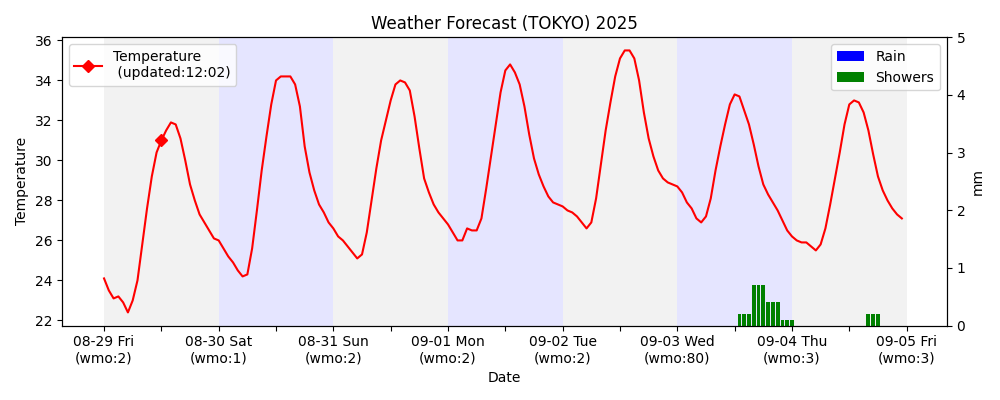 Weather Forecast (TOKYO) 2025
Temperature
(updated:12:02)
Rain
Showers
36
34
32
30
28
26
24
22
Temperature
5
4
3
2
1
0
mm
08-29 Fri
(wmo:2)
08-30 Sat
(wmo:1)
08-31 Sun
(wmo:2)
09-01 Mon
(wmo:2)
09-02 Tue
(wmo:2)
09-03 Wed
(wmo:80)
09-04 Thu
(wmo:3)
09-05 Fri
(wmo:3)
Date